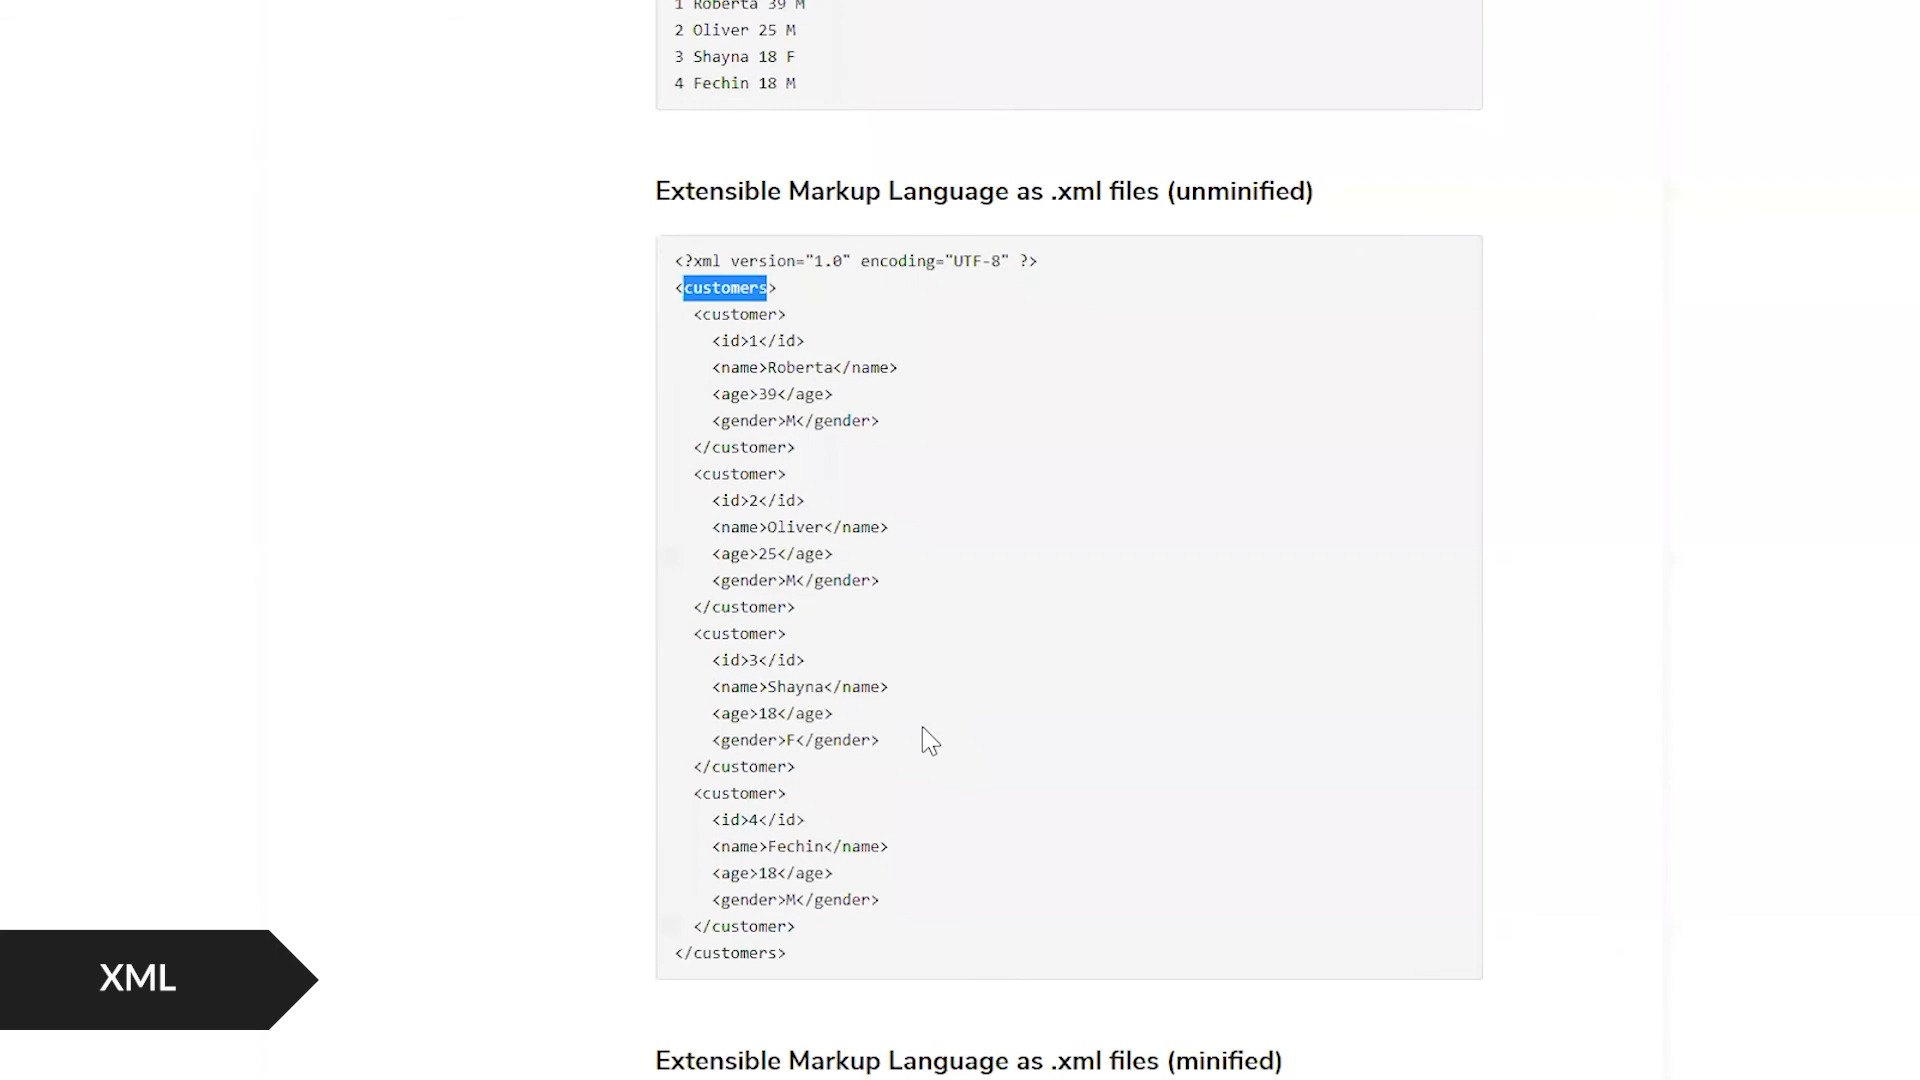 1 Roberta 39 M
2 Oliver 25 M
3 Shayna 18 F
4 Fechin 18 M
Extensible Markup Language as .xml files (unminified)
<?xml version="1.0" encoding="UTF-8" ?>
<customers>
  <customer>
    <id>1</id>
    <name>Roberta</name>
    <age>39</age>
    <gender>M</gender>
  </customer>
  <customer>
    <id>2</id>
    <name>Oliver</name>
    <age>25</age>
    <gender>M</gender>
  </customer>
  <customer>
    <id>3</id>
    <name>Shayna</name>
    <age>18</age>
    <gender>F</gender>
  </customer>
  <customer>
    <id>4</id>
    <name>Fechin</name>
    <age>18</age>
    <gender>M</gender>
  </customer>
</customers>
XML
Extensible Markup Language as .xml files (minified)